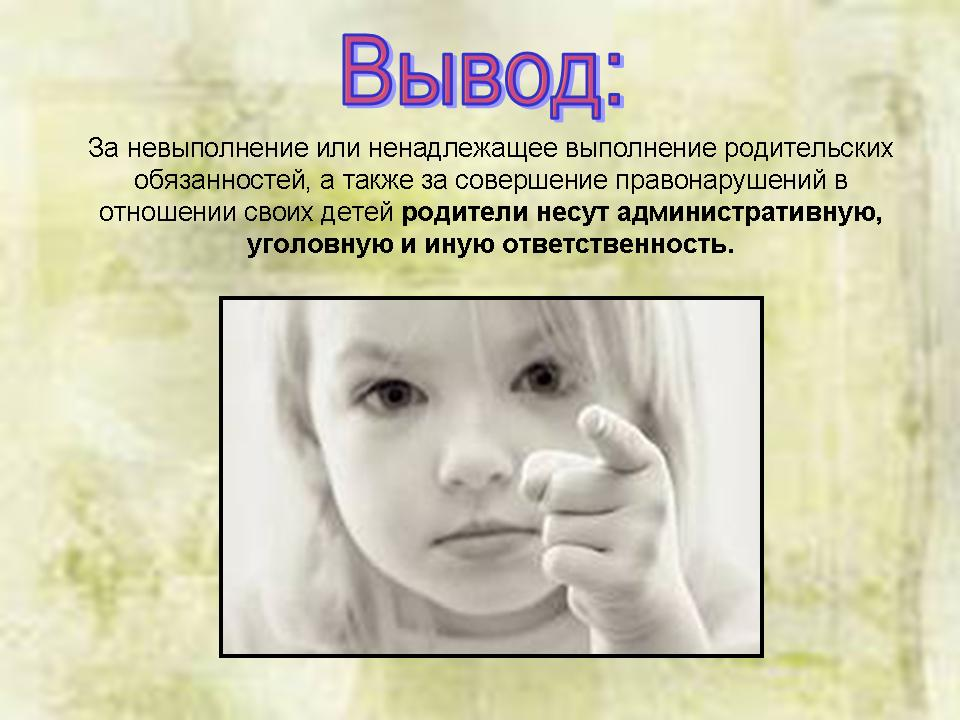 Вывод:
За невыполнение или ненадлежащее выполнение родительских
обязанностей, а также за совершение правонарушений в
отношении своих детей родители несут административную,
уголовную и иную ответственность.